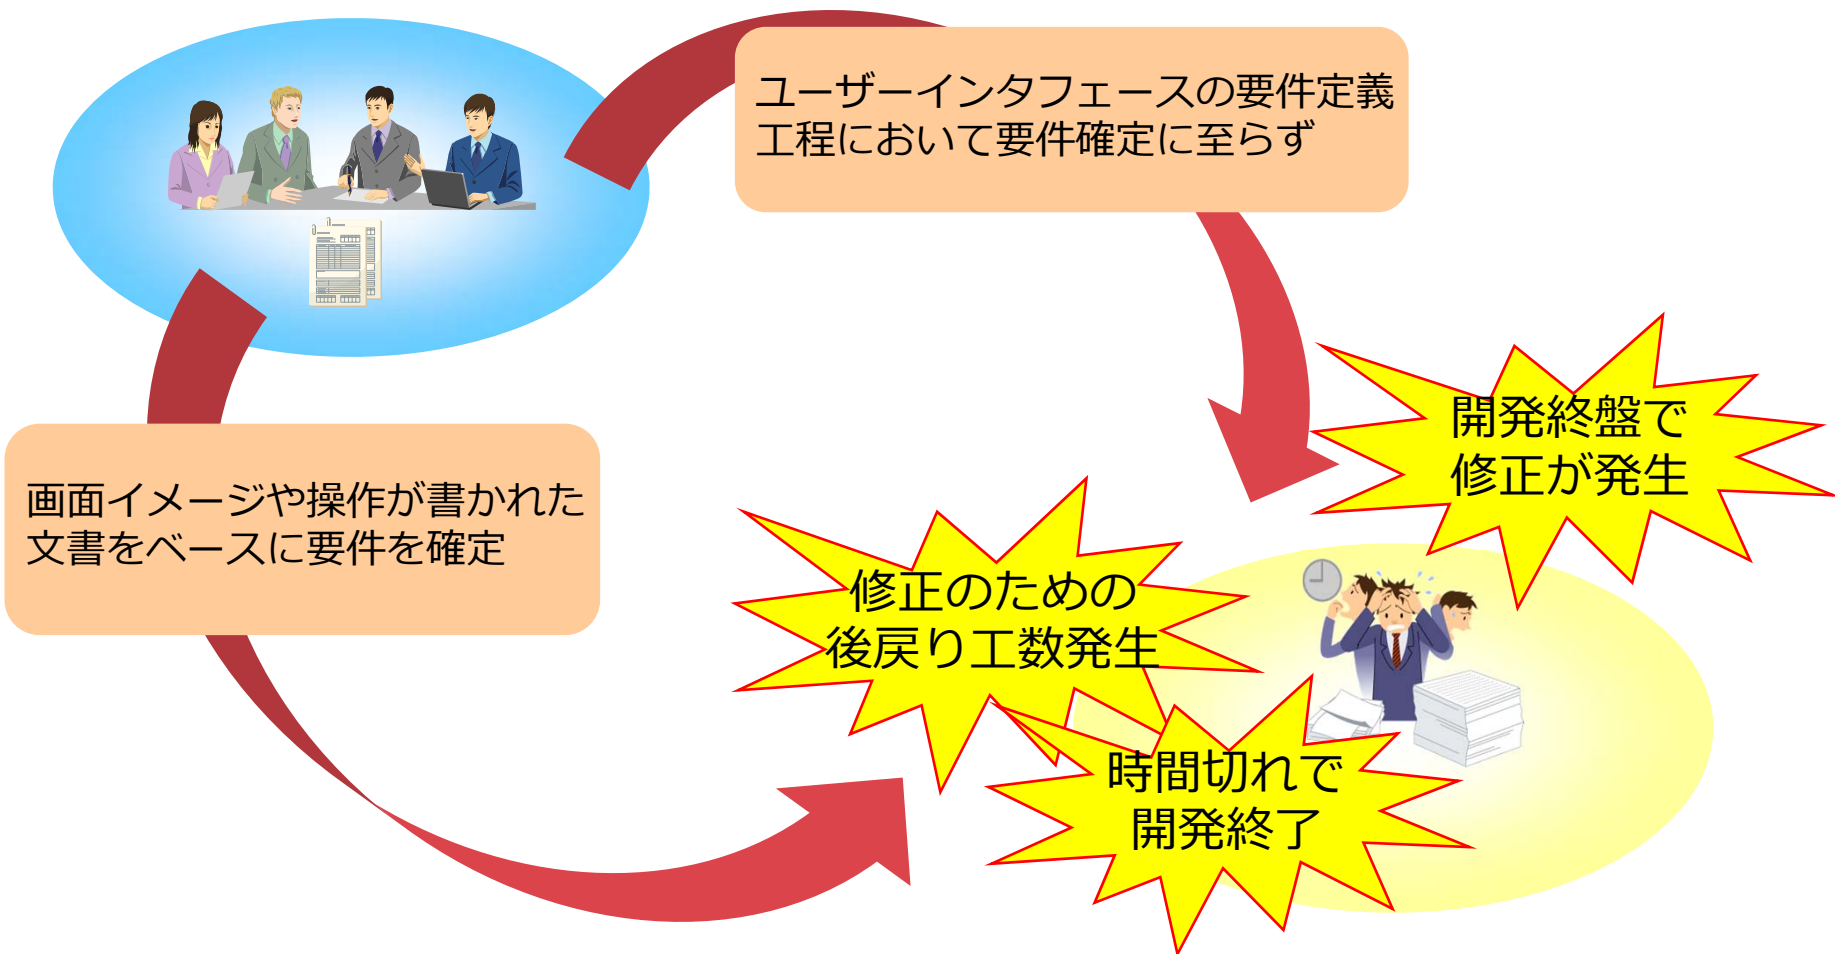 ユーザーインタフェースの要件定義
工程において要件確定に至らず
画面イメージや操作が書かれた
文書をベースに要件を確定
開発終盤で
修正が発生
修正のための
後戻り工数発生
時間切れで
開発終了